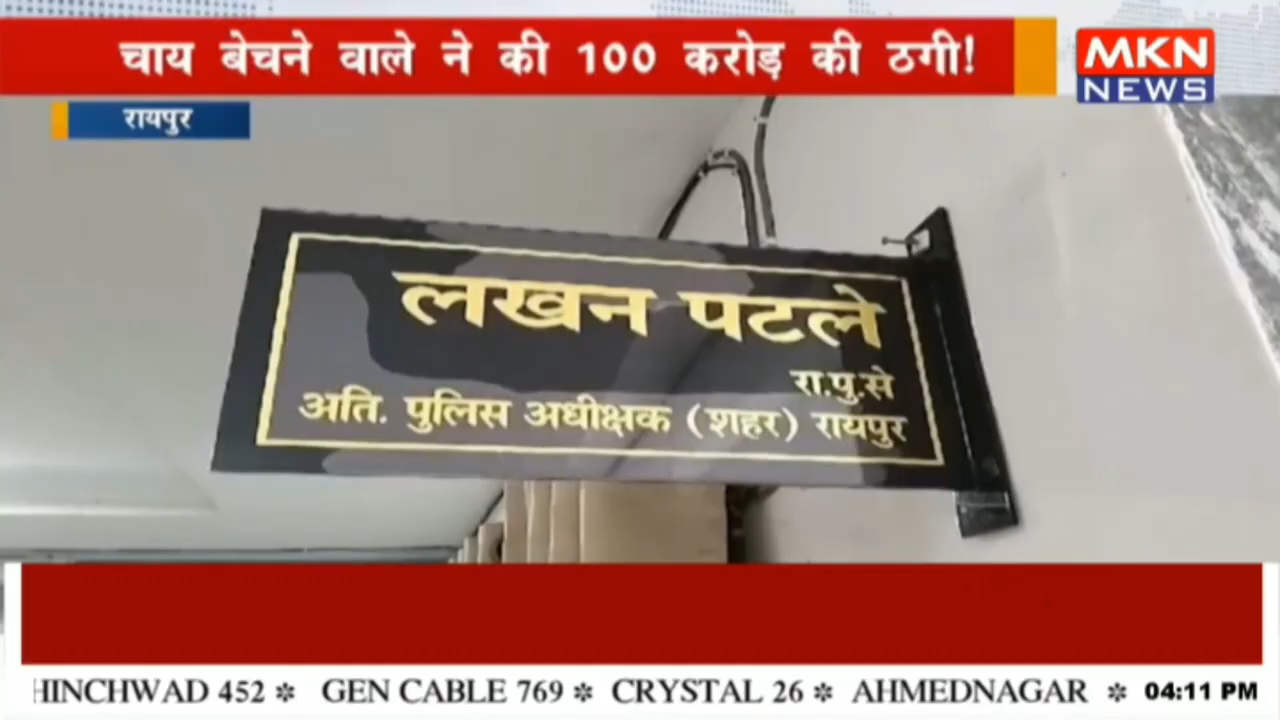 चाय बेचने वाले ने की 100 करोड़ की ठगी!
MKN
NEWS
रायपुर
लखन पटले
रा.पु.से
अति. पुलिस अधीक्षक (शहर) रायपुर
HINCHWAD 452 ✻ GEN CABLE 769 ✻ CRYSTAL 26 ✻ AHMEDNAGAR ✻ 04:11 PM